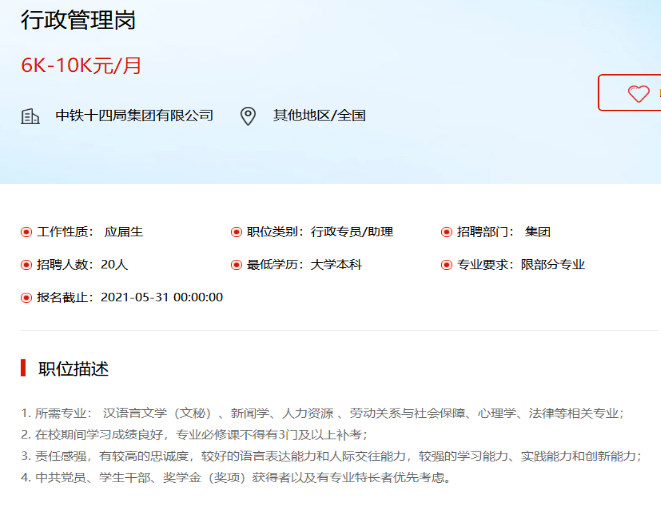 行政管理岗
6K-10K元/月
中铁十四局集团有限公司 其他地区/全国
工作性质： 应届生 职位类别：行政专员/助理 招聘部门： 集团
招聘人数：20人 最低学历：大学本科 专业要求：限部分专业
报名截止：2021-05-31 00:00:00
职位描述
1. 所需专业： 汉语言文学（文秘）、新闻学、人力资源 、劳动关系与社会保障、心理学、法律等相关专业；
2. 在校期间学习成绩良好，专业必修课不得有3门及以上补考；
3. 责任感强，有较高的忠诚度，较好的语言表达能力和人际交往能力，较强的学习能力、实践能力和创新能力；
4. 中共党员、学生干部、奖学金（奖项）获得者以及有专业特长者优先考虑。